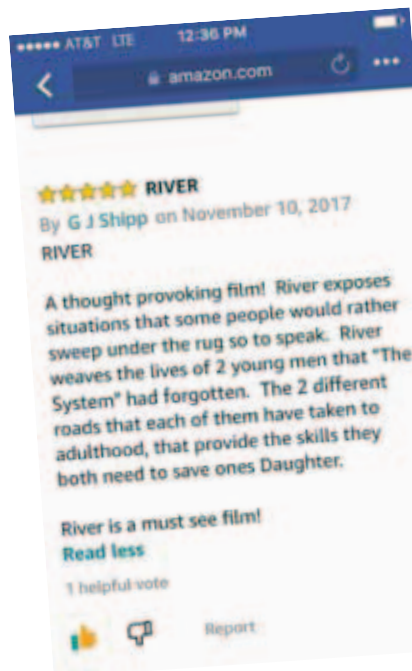 AT&T LTE 12:36 PM
amazon.com
RIVER
By G J Shipp on November 10, 2017
RIVER
A thought provoking film! River exposes
situations that some people would rather
sweep under the rug so to speak. River
weaves the lives of 2 young men that "The
System" had forgotten. The 2 different
roads that each of them have taken to
adulthood, that provide the skills they
both need to save ones Daughter.
River is a must see film!
Read less
1 helpful vote
Report